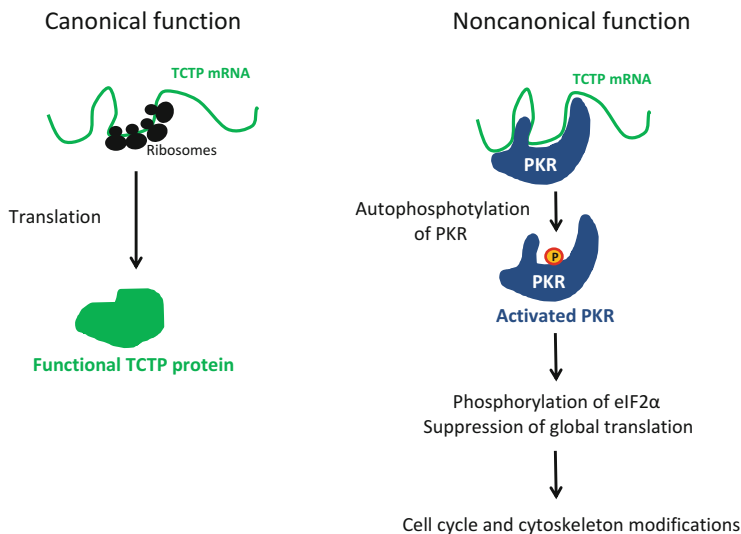 Canonical function
TCTP mRNA
Ribosomes
Translation
Functional TCTP protein
Noncanonical function
TCTP mRNA
PKR
Autophosphotylation
of PKR
P
PKR
Activated PKR
Phosphorylation of eIF2α
Suppression of global translation
Cell cycle and cytoskeleton modifications